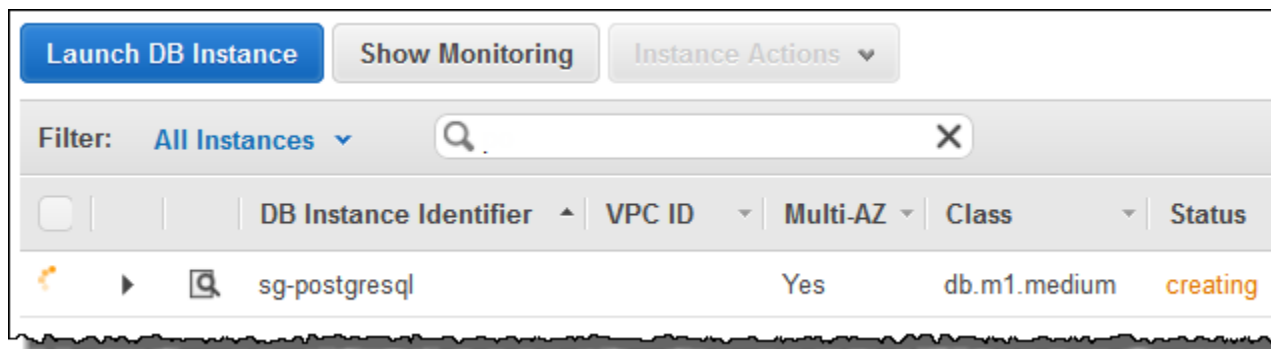 Launch DB Instance Show Monitoring Instance Actions
Filter: All Instances
DB Instance Identifier VPC ID Multi-AZ Class Status
sg-postgresql Yes db.m1.medium creating